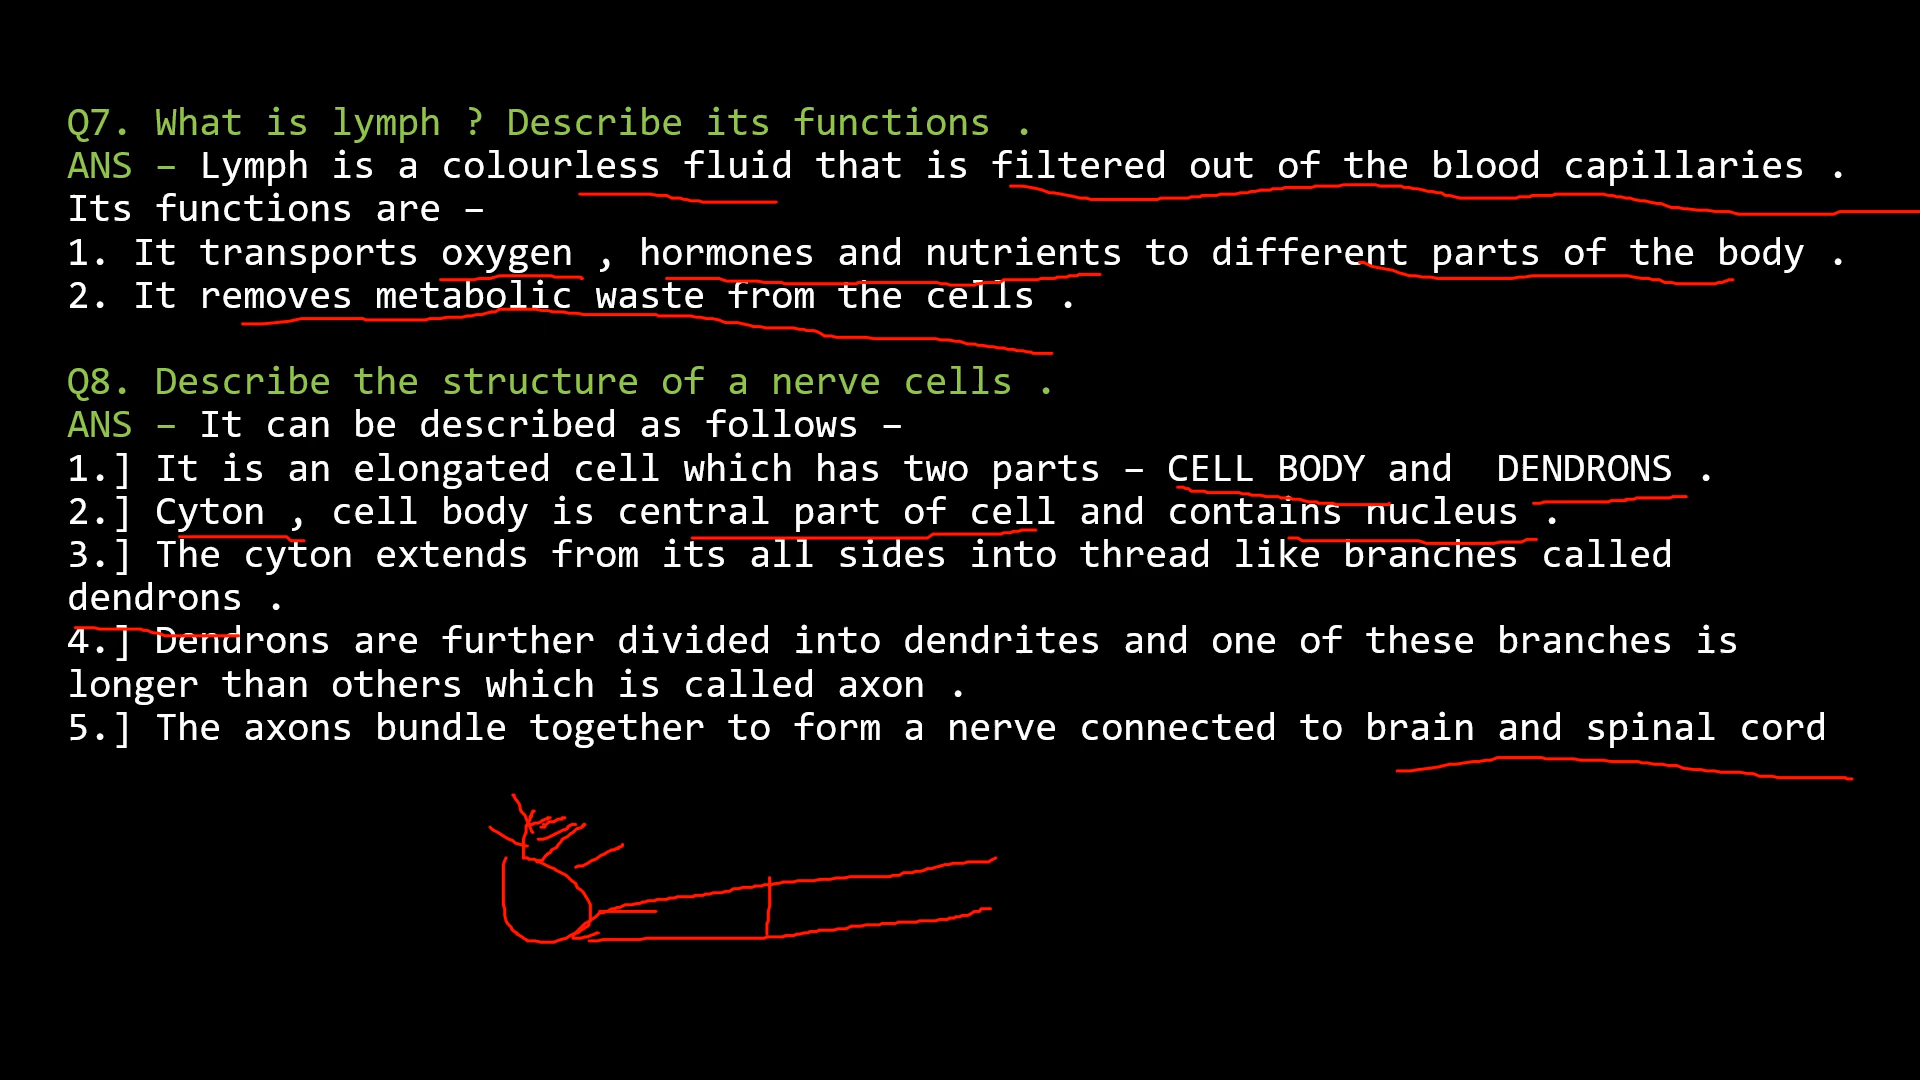 Q7. What is lymph ? Describe its functions .
ANS – Lymph is a colourless fluid that is filtered out of the blood capillaries .
Its functions are –
1. It transports oxygen , hormones and nutrients to different parts of the body .
2. It removes metabolic waste from the cells .
Q8. Describe the structure of a nerve cells .
ANS – It can be described as follows –
1.] It is an elongated cell which has two parts – CELL BODY and DENDRONS .
2.] Cyton , cell body is central part of cell and contains nucleus .
3.] The cyton extends from its all sides into thread like branches called
dendrons .
4.] Dendrons are further divided into dendrites and one of these branches is
longer than others which is called axon .
5.] The axons bundle together to form a nerve connected to brain and spinal cord